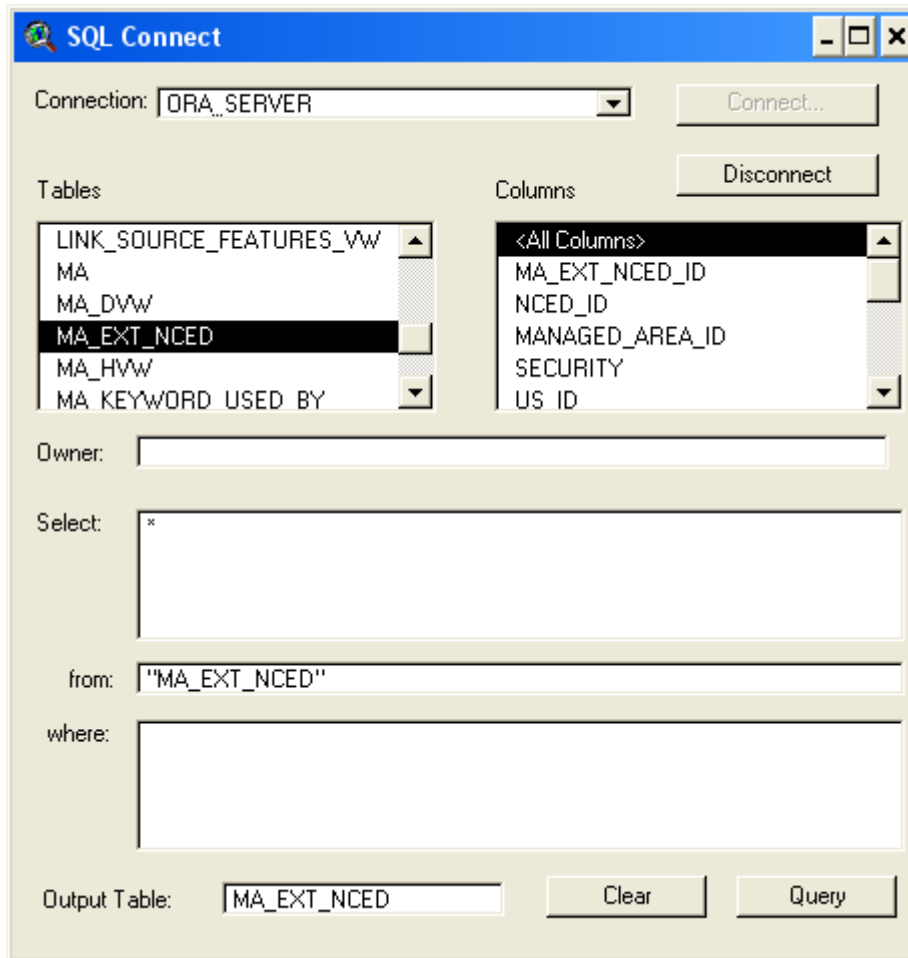 SQL Connect
Connection: ORA_SERVER
Connect...
Disconnect
Tables
Columns
LINK_SOURCE_FEATURES_VW
MA
MA_DVW
MA_EXT_NCED
MA_HVW
MA_KEYWORD_USED_BY
<All Columns>
MA_EXT_NCED_ID
NCED_ID
MANAGED_AREA_ID
SECURITY
US_ID
Owner:
Select: *
from: "MA_EXT_NCED"
where:
Output Table: MA_EXT_NCED
Clear
Query